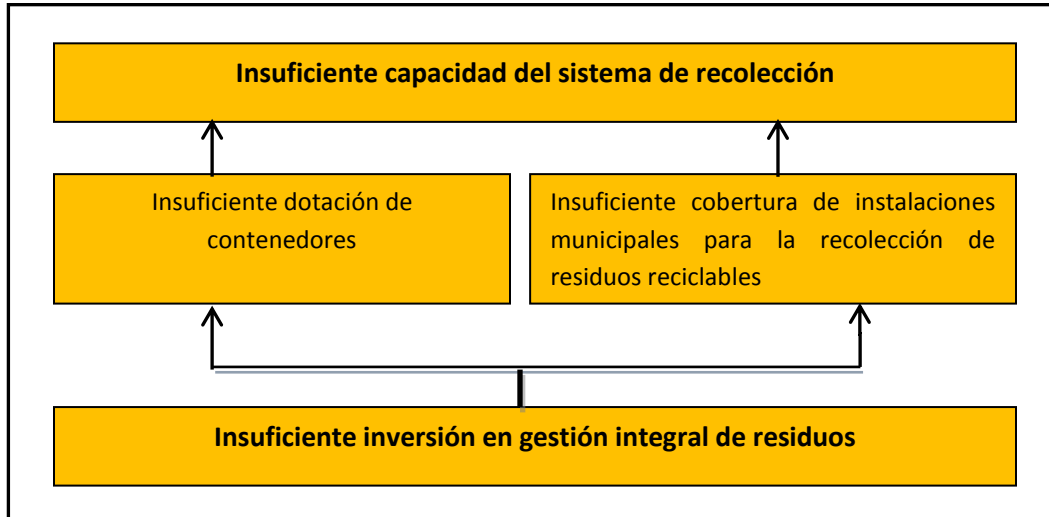 Insuficiente capacidad del sistema de recolección
Insuficiente dotación de
contenedores
Insuficiente cobertura de instalaciones
municipales para la recolección de
residuos reciclables
Insuficiente inversión en gestión integral de residuos